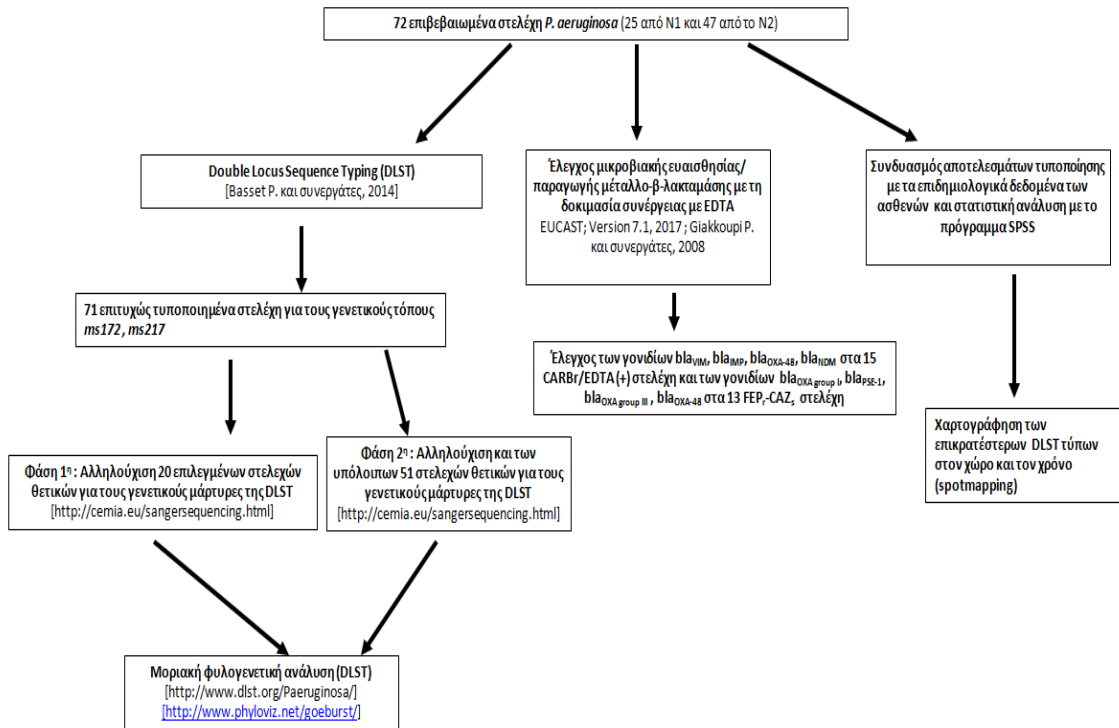 72 επιβεβαιωμένα στελέχη P. aeruginosa (25 από Ν1 και 47 από το Ν2)
Double Locus Sequence Typing (DLST)
[Basset P. και συνεργάτες, 2014]
Έλεγχος μικροβιακής ευαισθησίας/
παραγωγής μέταλλο-β-λακταμάσης με τη
δοκιμασία συνέργειας με EDTA
EUCAST; Version 7.1, 2017 ; Giakkoupi P.
και συνεργάτες, 2008
Συνδυασμός αποτελεσμάτων τυποποίησης
με τα επιδημιολογικά δεδομένα των
ασθενών και στατιστική ανάλυση με το
πρόγραμμα SPSS
71 επιτυχώς τυποποιημένα στελέχη για τους γενετικούς τόπους
ms172 , ms217
Έλεγχος των γονιδίων blaVIM, blaIMP, blaOXA-48, blaNDM στα 15
CARBr/EDTA (+) στελέχη και των γονιδίων blaOXA group I, blaPSE-1,
blaOXA group III , blaOXA-48 στα 13 FEPr-CAZs στελέχη
Χαρτογράφηση των
επικρατέστερων DLST τύπων
στον χώρο και τον χρόνο
(spotmapping)
Φάση 1η : Αλληλούχιση 20 επιλεγμένων στελεχών
θετικών για τους γενετικούς μάρτυρες της DLST
[http://cemia.eu/sangersequencing.html]
Φάση 2η : Αλληλούχιση και των
υπόλοιπων 51 στελεχών θετικών για τους
γενετικούς μάρτυρες της DLST
[http://cemia.eu/sangersequencing.html]
Μοριακή φυλογενετική ανάλυση (DLST)
[http://www.dlst.org/Paeruginosa/]
[http://www.phyloviz.net/goeburst/]